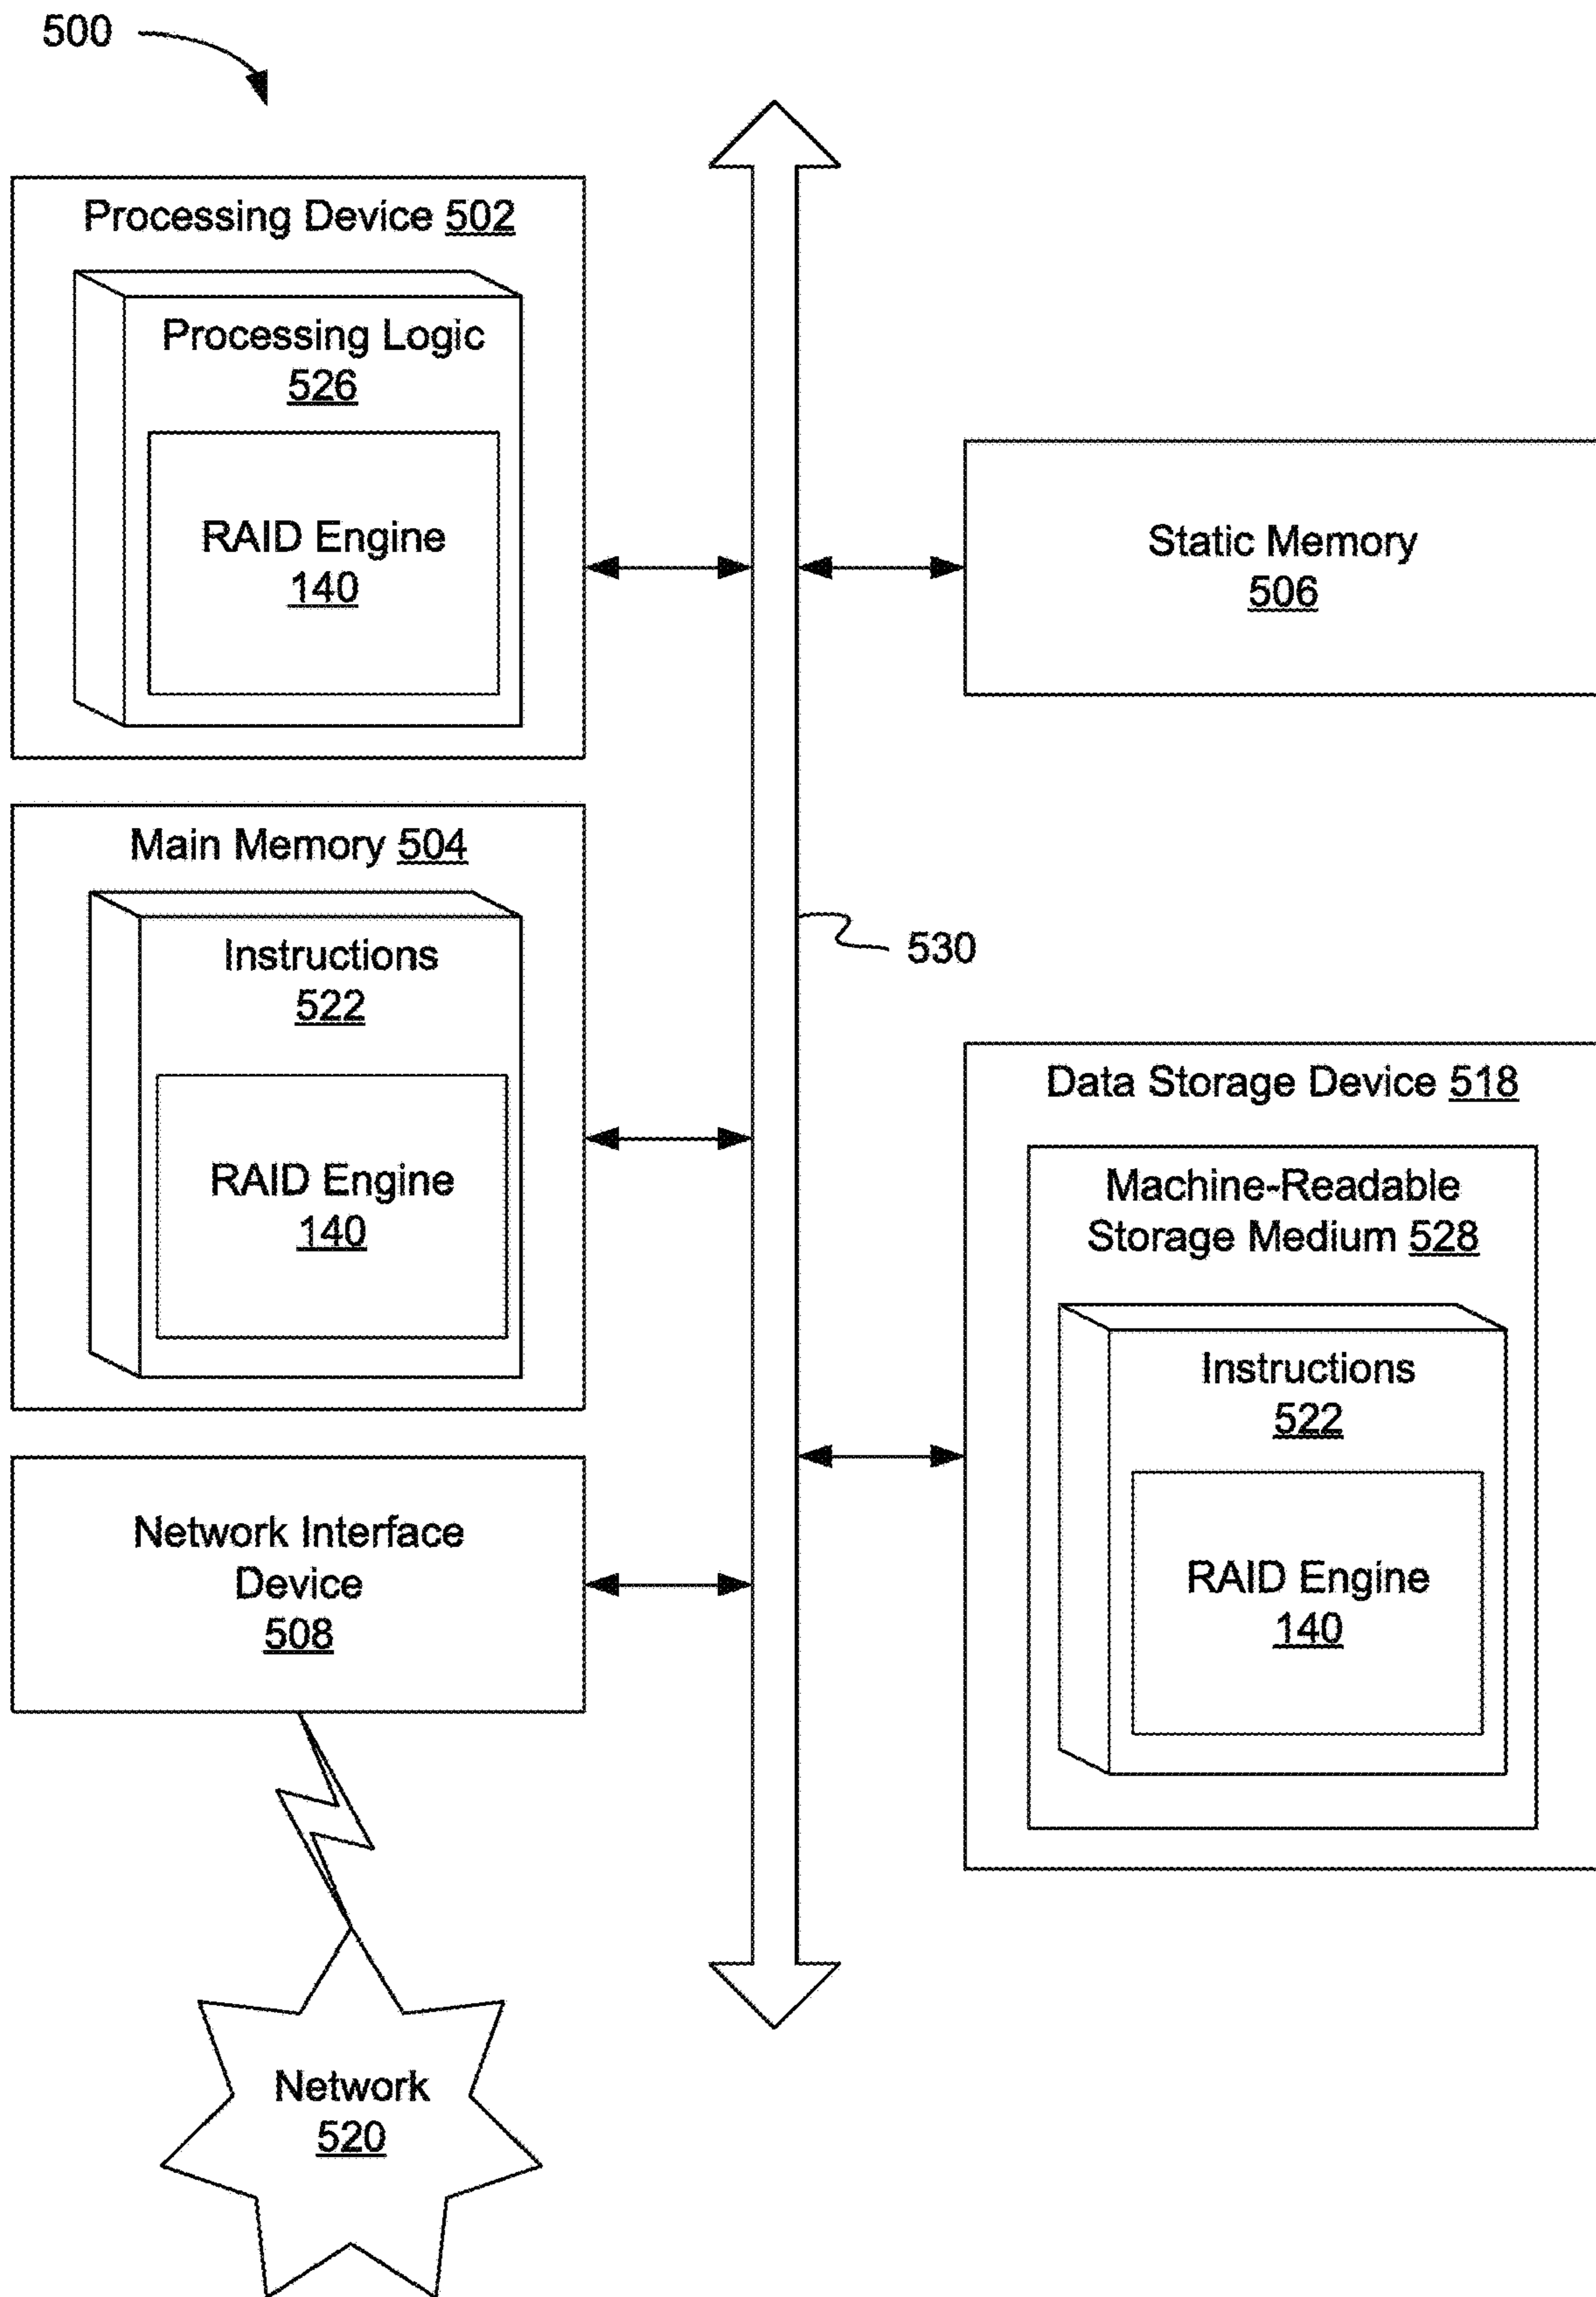 500
Processing Device 502
Processing Logic
526
RAID Engine
140
Static Memory
506
Main Memory 504
Instructions
522
RAID Engine
140
530
Data Storage Device 518
Machine-Readable
Storage Medium 528
Instructions
522
RAID Engine
140
Network Interface
Device
508
Network
520